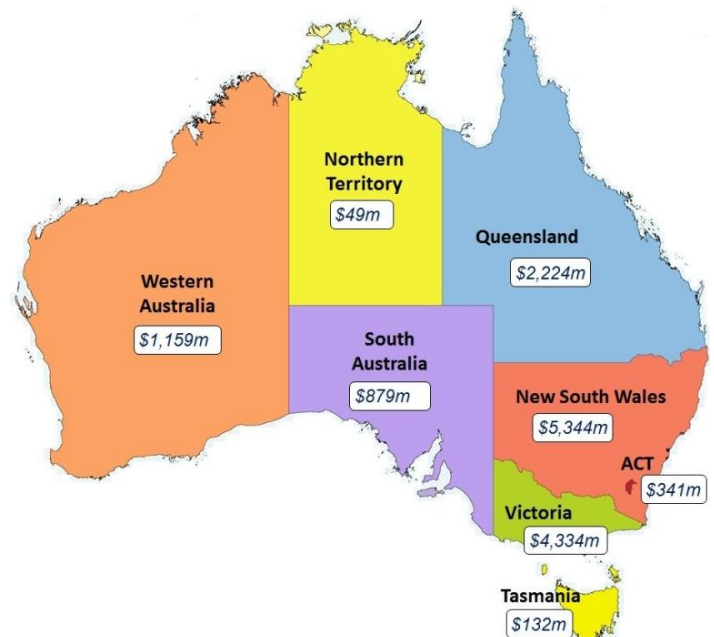 Northern
Territory
$49m
Queensland
$2,224m
Western
Australia
$1,159m
South
Australia
$879m
New South Wales
$5,344m
ACT
$341m
Victoria
$4,334m
Tasmania
$132m